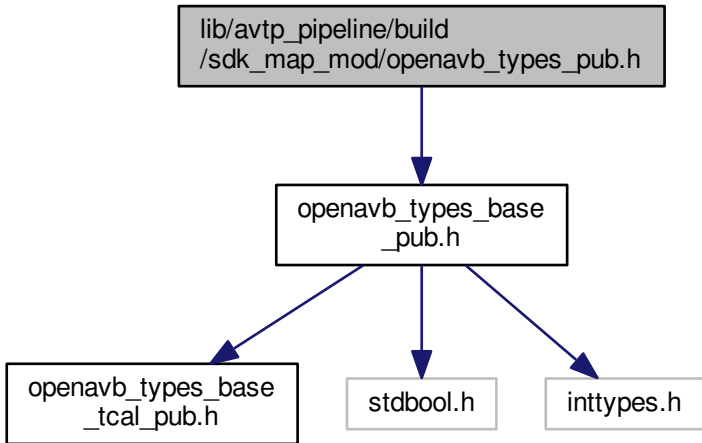 lib/avtp_pipeline/build
/sdk_map_mod/openavb_types_pub.h
openavb_types_base
_pub.h
openavb_types_base
_tcal_pub.h
stdbool.h
inttypes.h